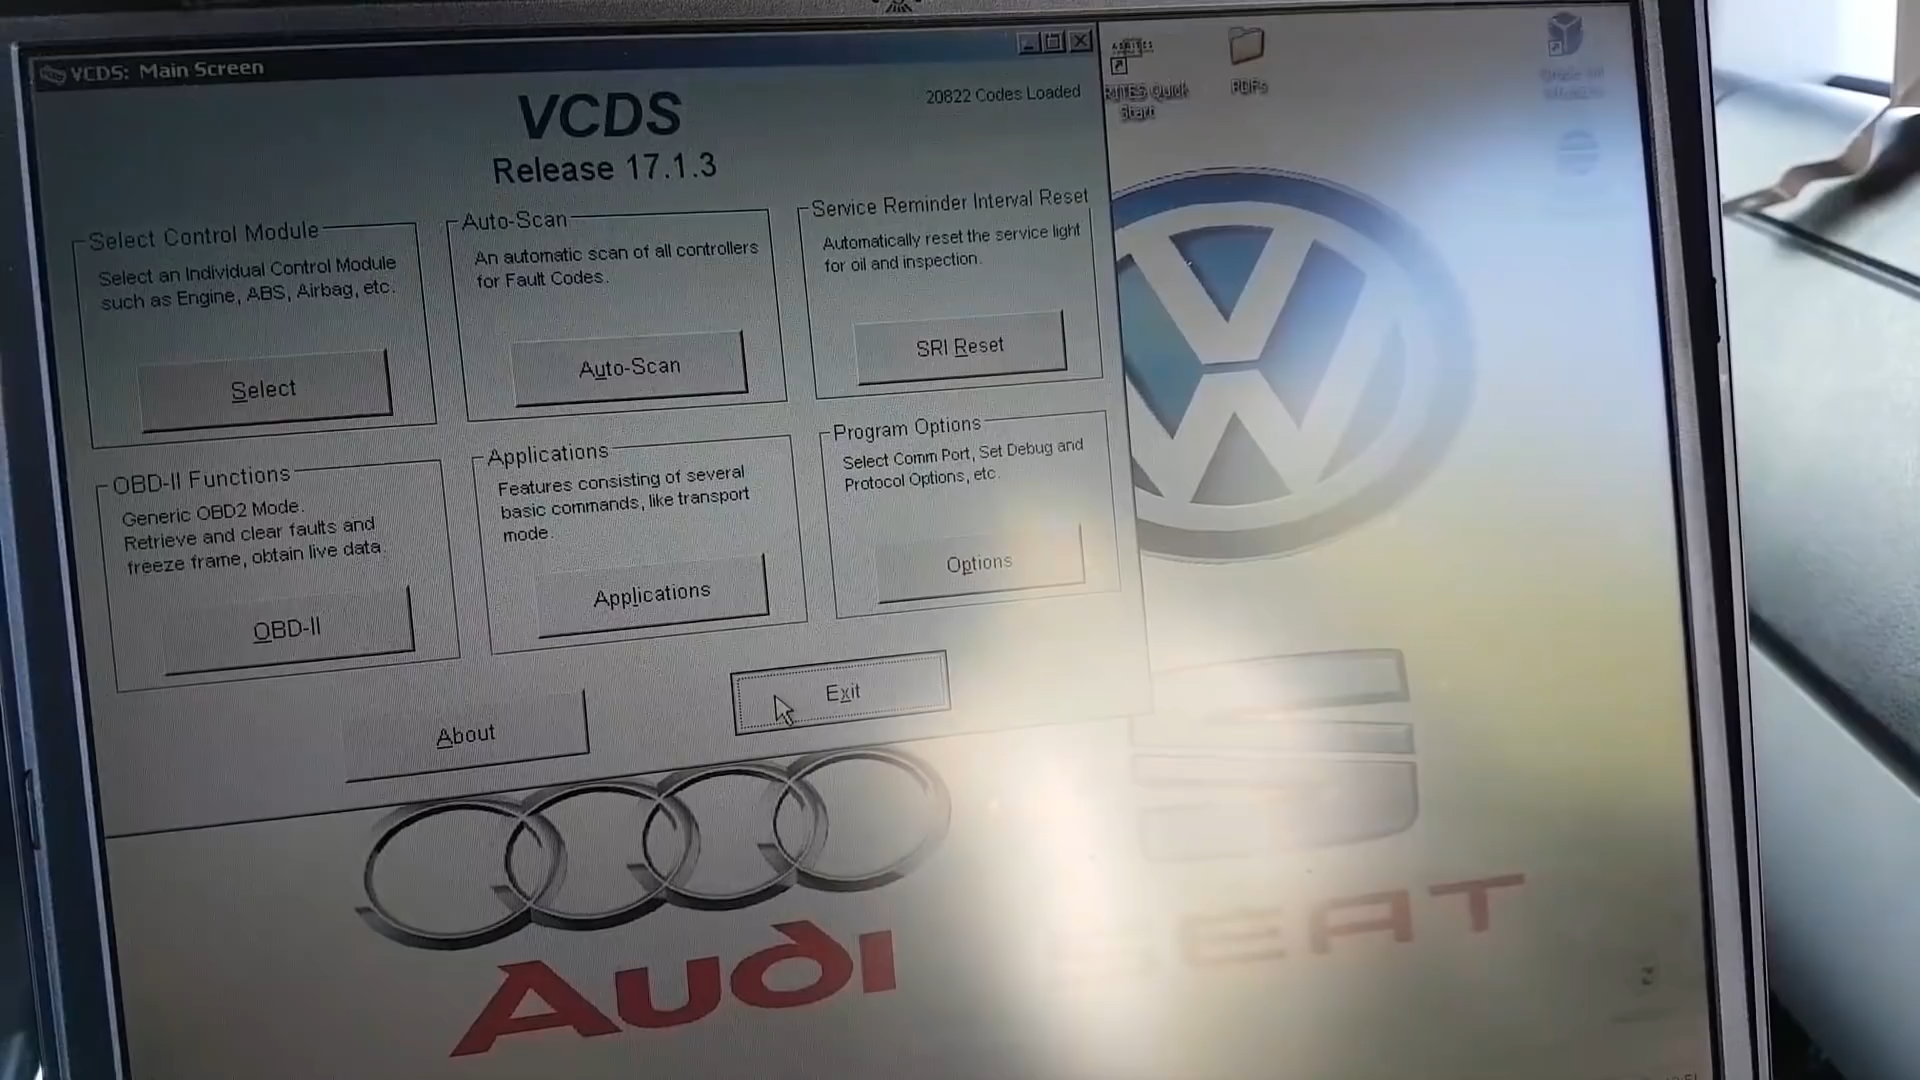 VCDS: Main Screen
VCDS
Release 17.1.3
20822 Codes Loaded
Select Control Module
Select an Individual Control Module
such as Engine, ABS, Airbag, etc.
Select
Auto-Scan
An automatic scan of all controllers
for Fault Codes.
Auto-Scan
Service Reminder Interval Reset
Automatically reset the service light
for oil and inspection.
SRI Reset
OBD-II Functions
Generic OBD2 Mode.
Retrieve and clear faults and
freeze frame, obtain live data.
OBD-II
Applications
Features consisting of several
basic commands, like transport
mode.
Applications
Program Options
Select Comm Port, Set Debug and
Protocol Options, etc.
Options
About
Exit
Quick
Start
PDFs
Audi
SEAT